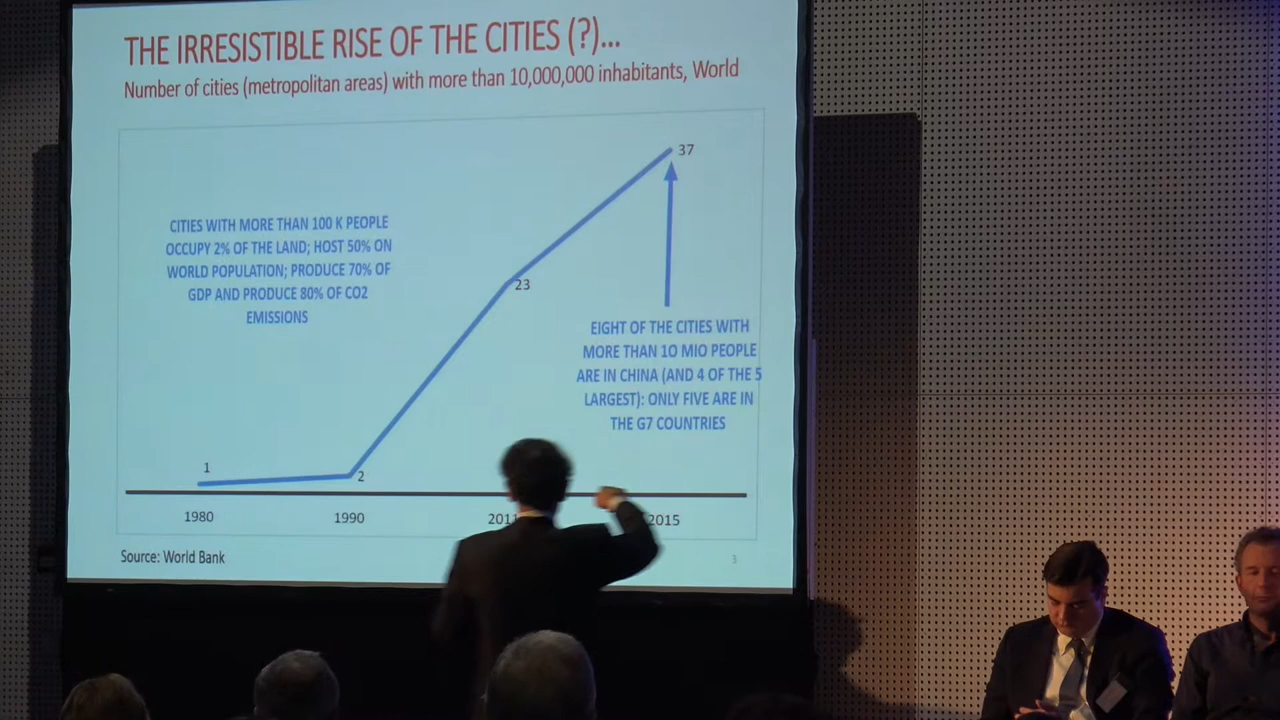 THE IRRESISTIBLE RISE OF THE CITIES (?)...
Number of cities (metropolitan areas) with more than 10,000,000 inhabitants, World
37
CITIES WITH MORE THAN 100 K PEOPLE
OCCUPY 2% OF THE LAND; HOST 50% ON
WORLD POPULATION; PRODUCE 70% OF
GDP AND PRODUCE 80% OF CO2
EMISSIONS
23
EIGHT OF THE CITIES WITH
MORE THAN 1O MIO PEOPLE
ARE IN CHINA (AND 4 OF THE 5
LARGEST): ONLY FIVE ARE IN
THE G7 COUNTRIES
1
2
1980 1990 2011 2015
Source: World Bank
3